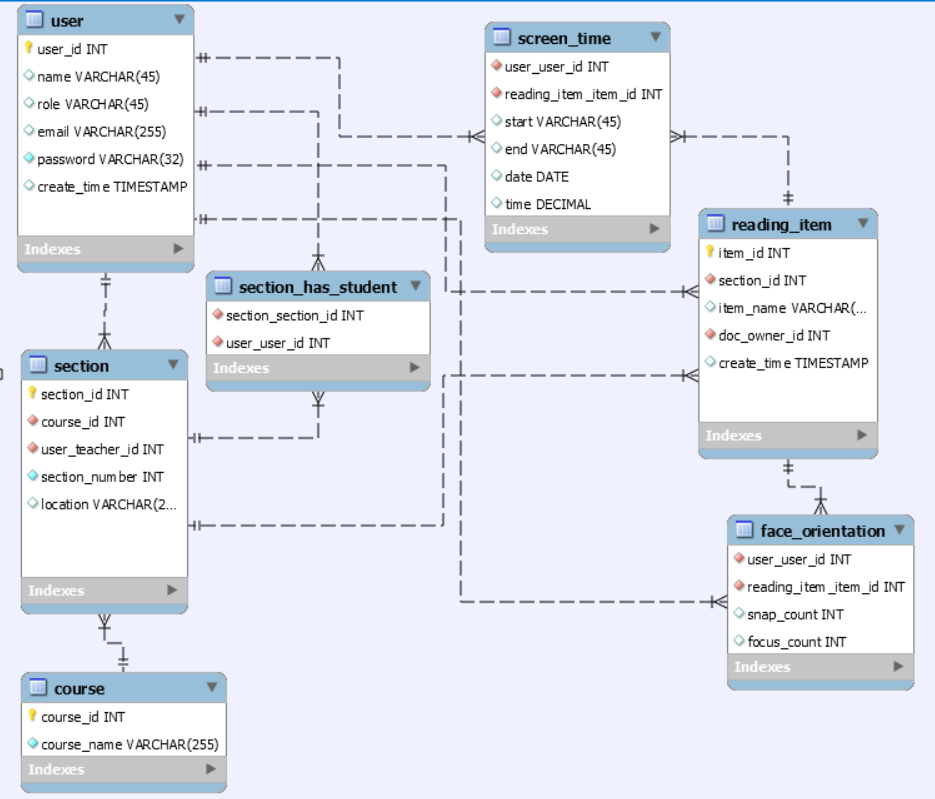 user
user_id INT
name VARCHAR(45)
role VARCHAR(45)
email VARCHAR(255)
password VARCHAR(32)
create_time TIMESTAMP
Indexes
screen_time
user_user_id INT
reading_item_item_id INT
start VARCHAR(45)
end VARCHAR(45)
date DATE
time DECIMAL
Indexes
reading_item
item_id INT
section_id INT
item_name VARCHAR(...
doc_owner_id INT
create_time TIMESTAMP
Indexes
section_has_student
section_section_id INT
user_user_id INT
Indexes
section
section_id INT
course_id INT
user_teacher_id INT
section_number INT
location VARCHAR(2...
Indexes
face_orientation
user_user_id INT
reading_item_item_id INT
snap_count INT
focus_count INT
Indexes
course
course_id INT
course_name VARCHAR(255)
Indexes